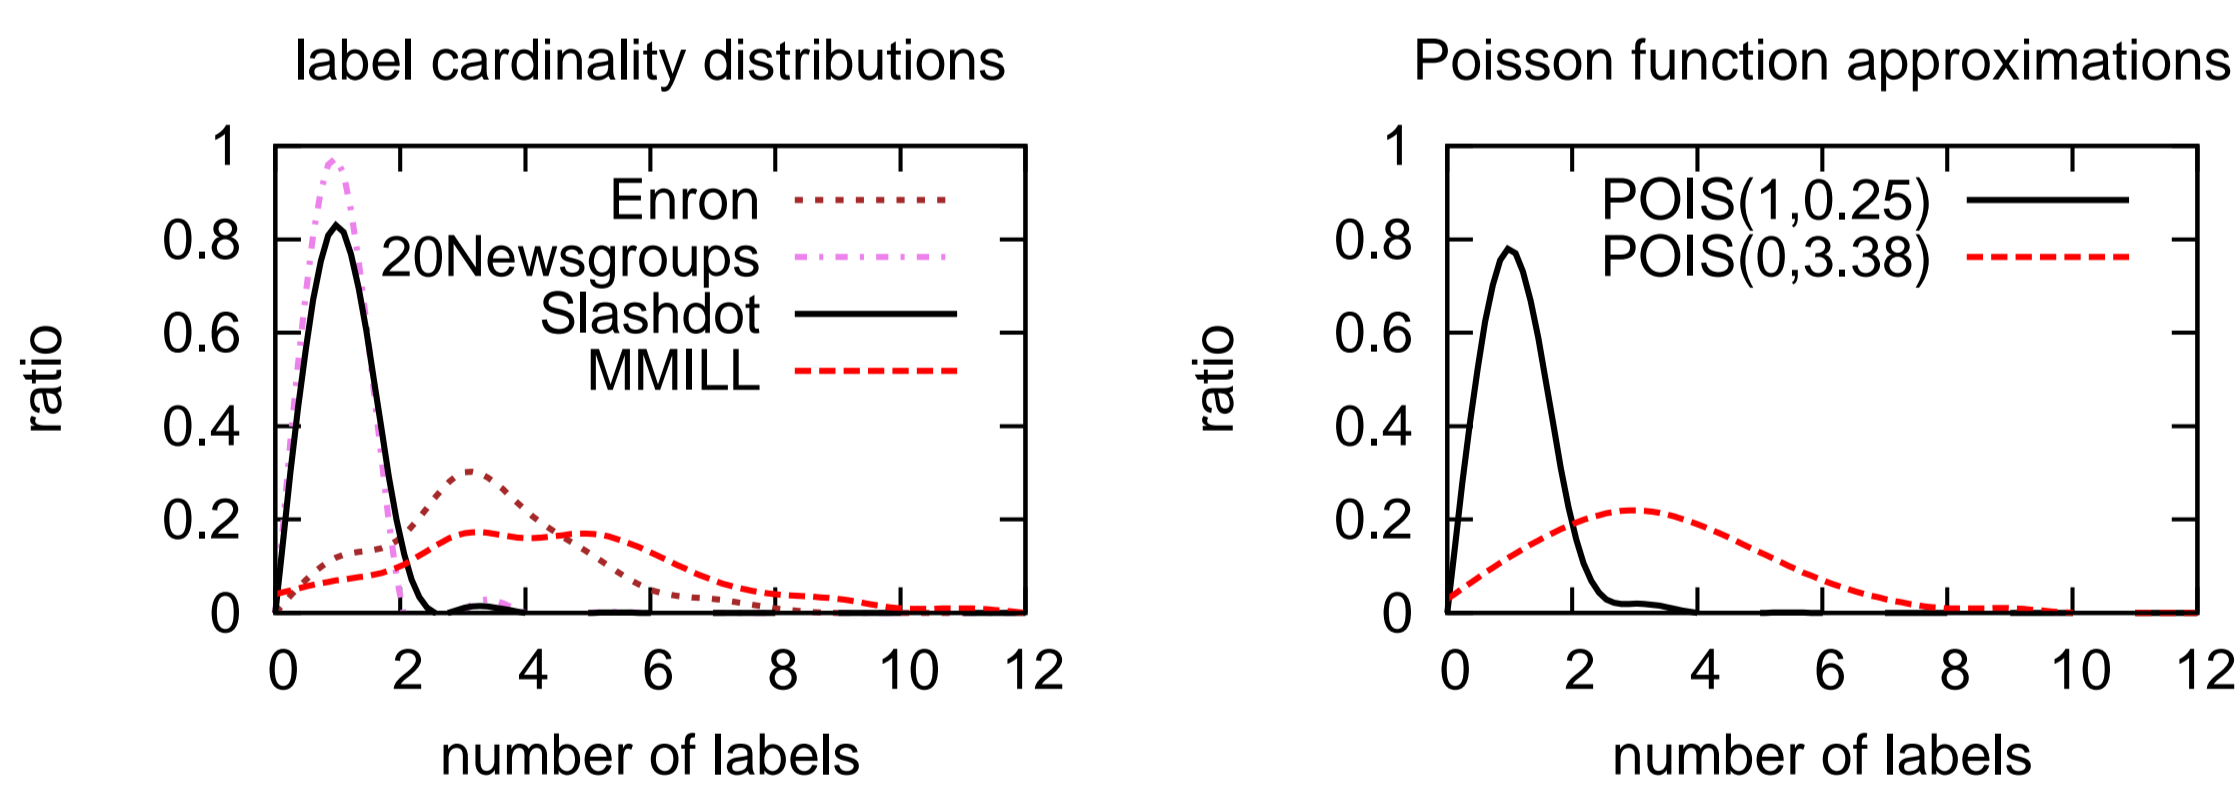 label cardinality distributions
1
0.8
0.6
0.4
0.2
0
ratio
Enron
20Newsgroups
Slashdot
MMILL
0 2 4 6 8 10 12
number of labels
Poisson function approximations
1
0.8
0.6
0.4
0.2
0
ratio
POIS(1,0.25)
POIS(0,3.38)
0 2 4 6 8 10 12
number of labels